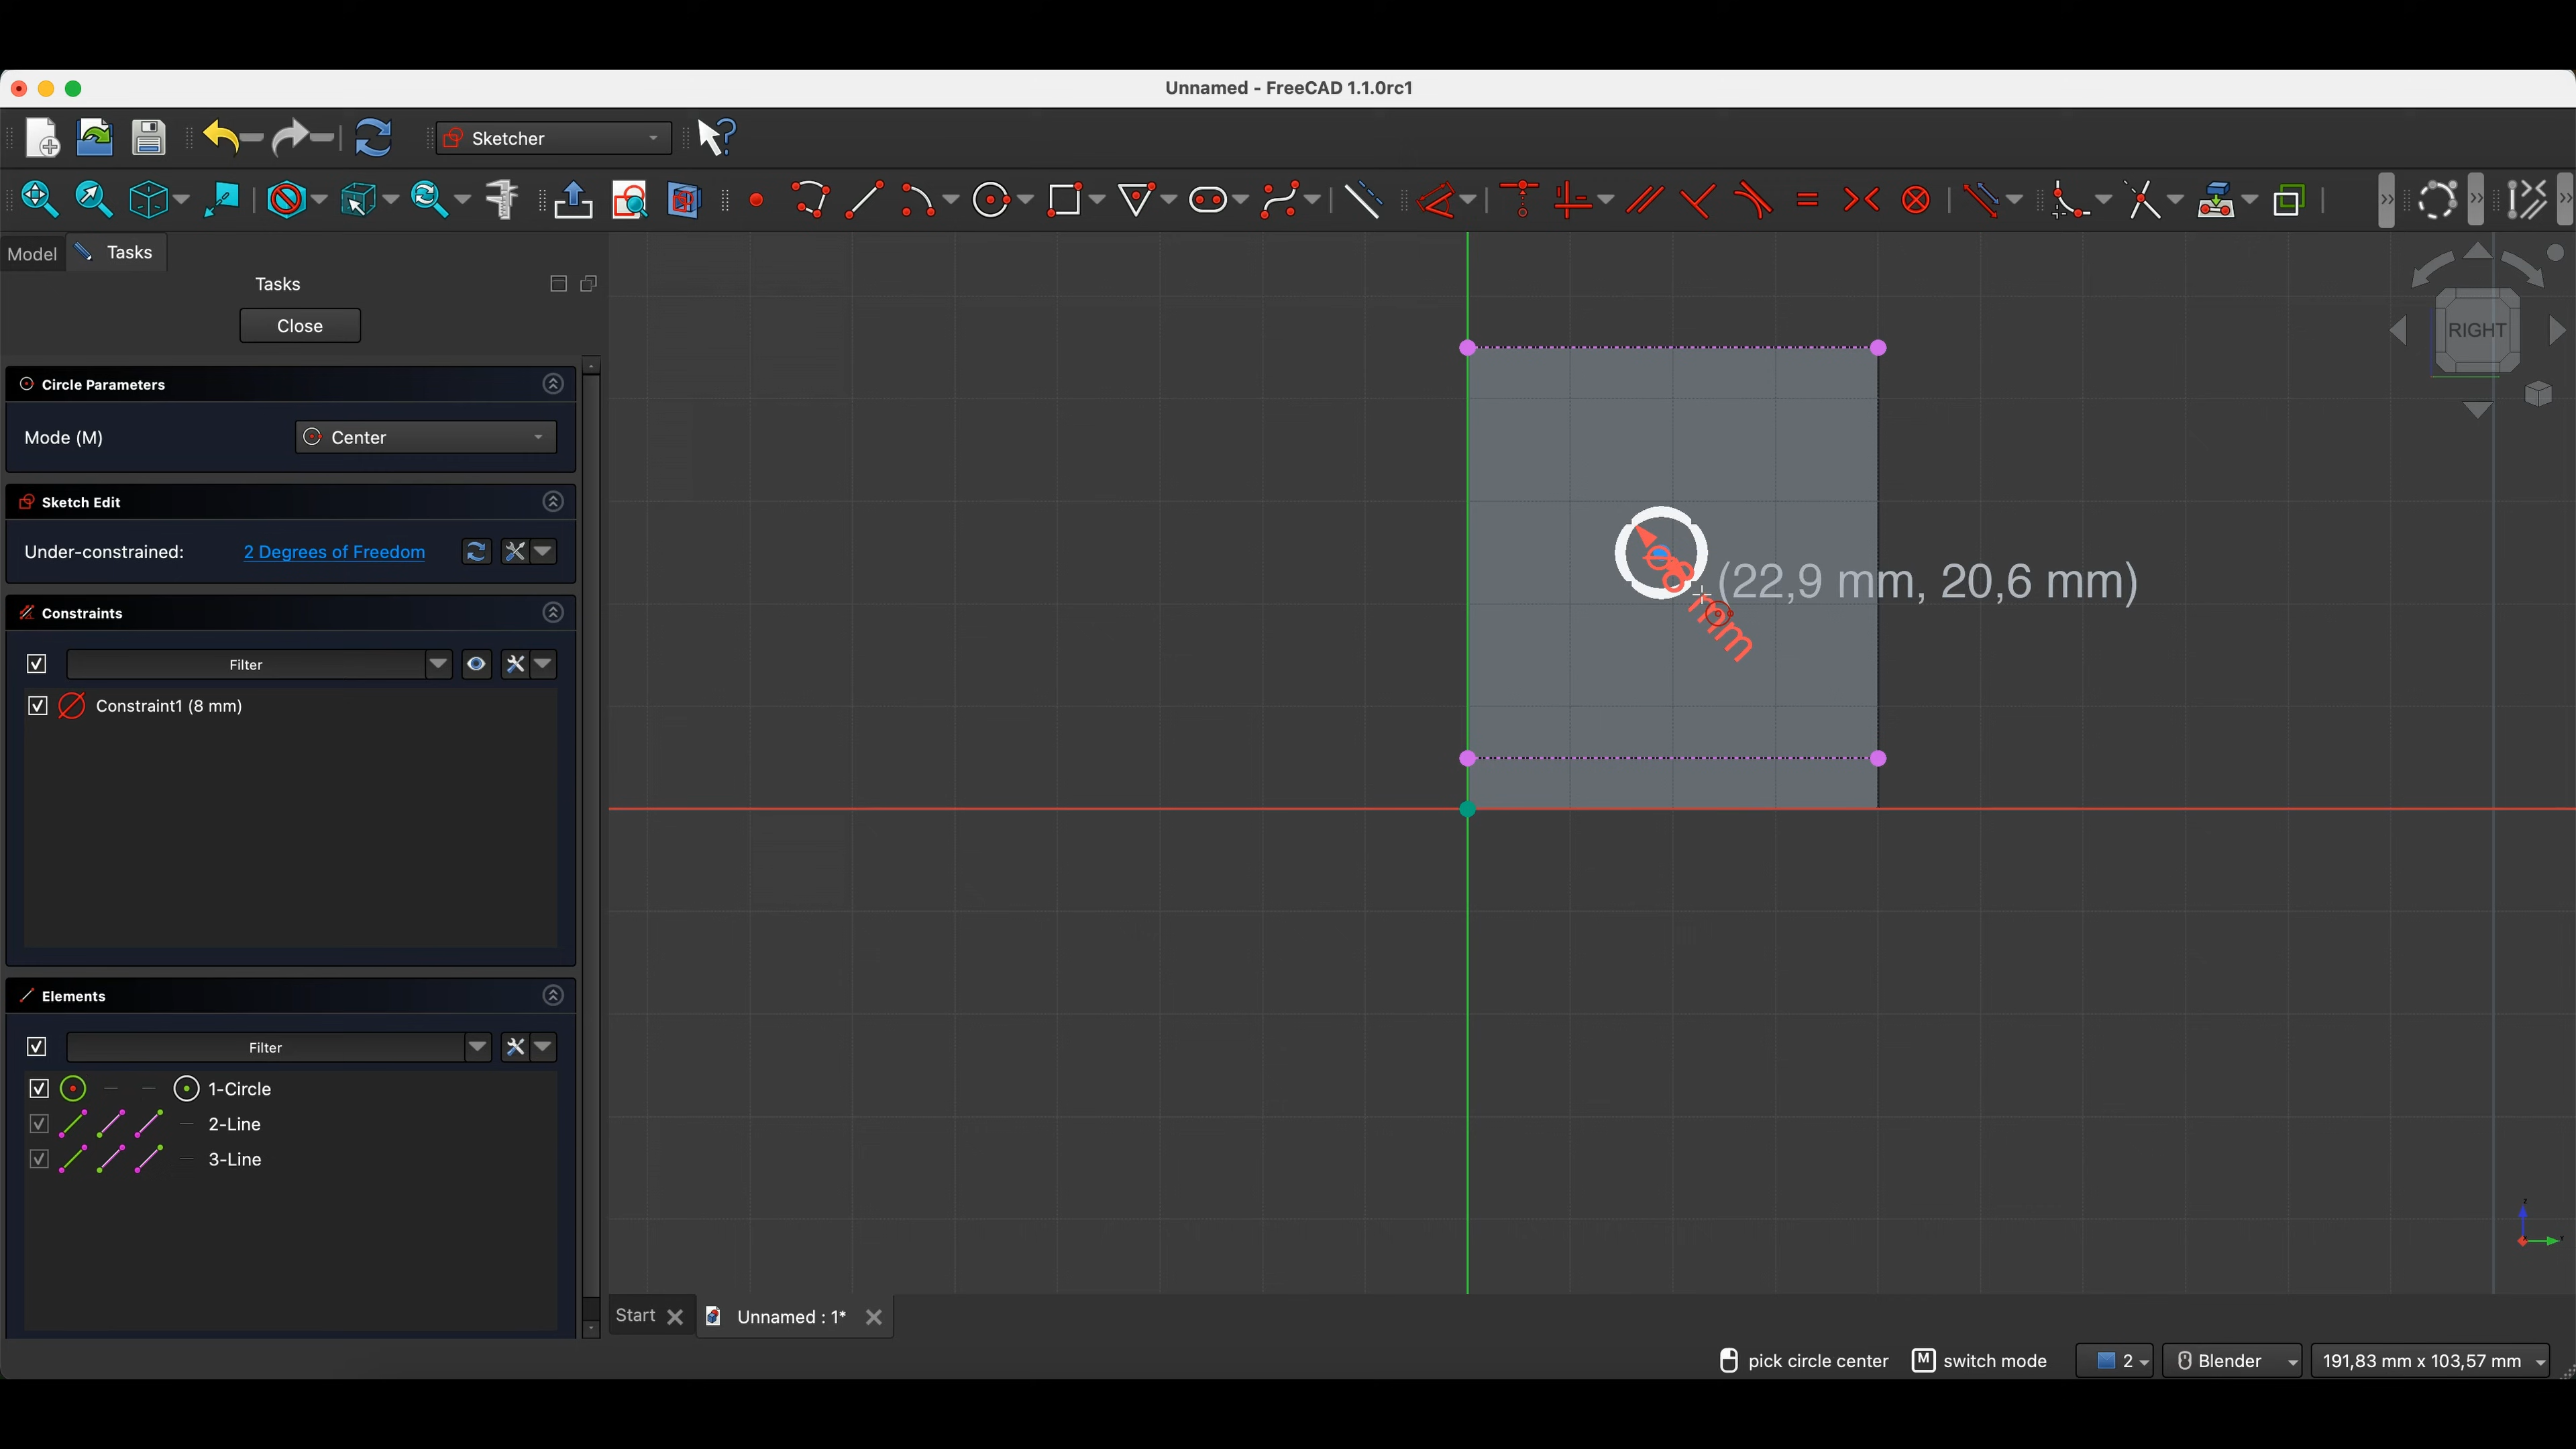 Unnamed - FreeCAD 1.1.0rc1
Sketcher
Model
Tasks
Tasks
Close
Circle Parameters
Mode (M)
Center
Sketch Edit
Under-constrained:
2 Degrees of Freedom
Constraints
Filter
Constraint1 (8 mm)
Elements
Filter
1-Circle
2-Line
3-Line
RIGHT
(22,9 mm, 20,6 mm)
∅8 mm
Start
Unnamed : 1*
pick circle center
M switch mode
2
Blender
191,83 mm x 103,57 mm